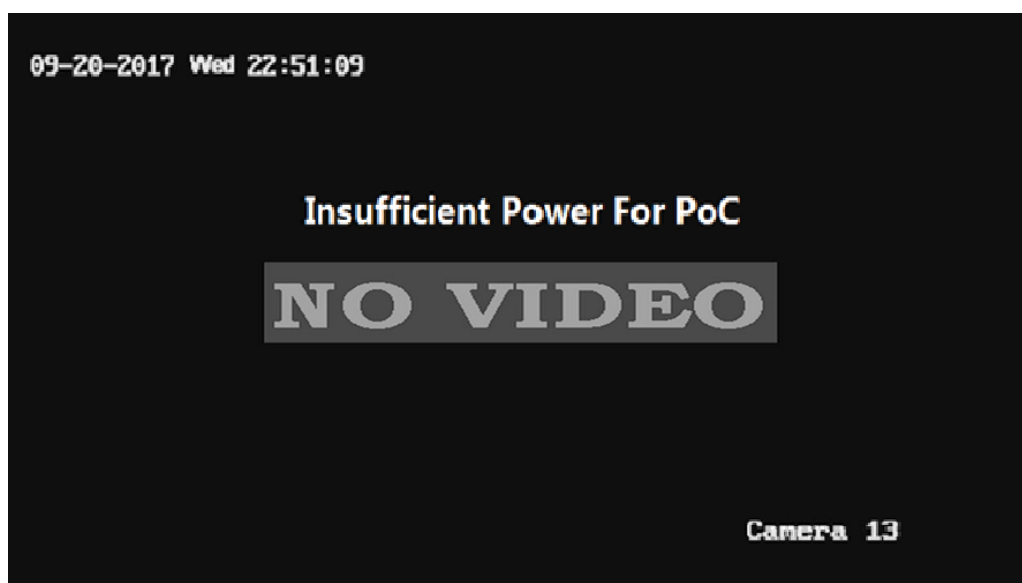 09-20-2017 Wed 22:51:09
Insufficient Power For PoC
NO VIDEO
Camera 13